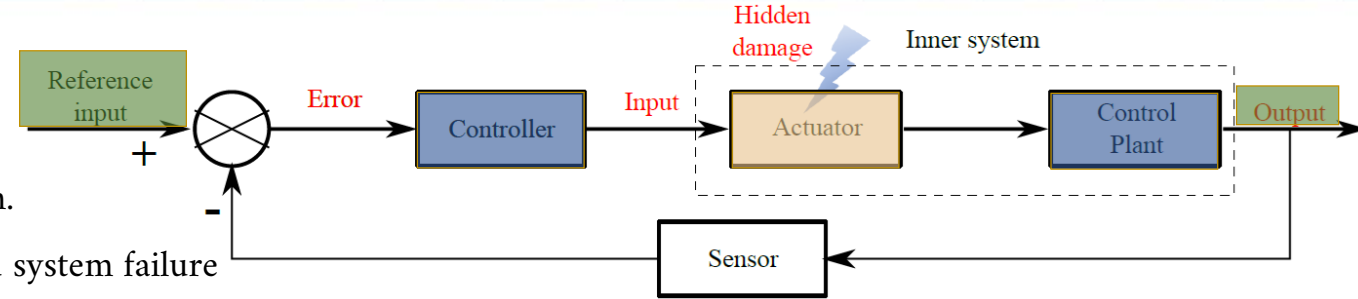 Hidden
damage
Inner system
Reference
input
Error
Controller
Input
Actuator
Control
Plant
Output
+
-
Sensor
n.
system failure